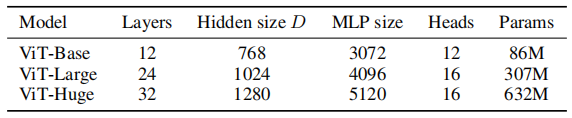 Model Layers Hidden size D MLP size Heads Params
ViT-Base 12 768 3072 12 86M
ViT-Large 24 1024 4096 16 307M
ViT-Huge 32 1280 5120 16 632M